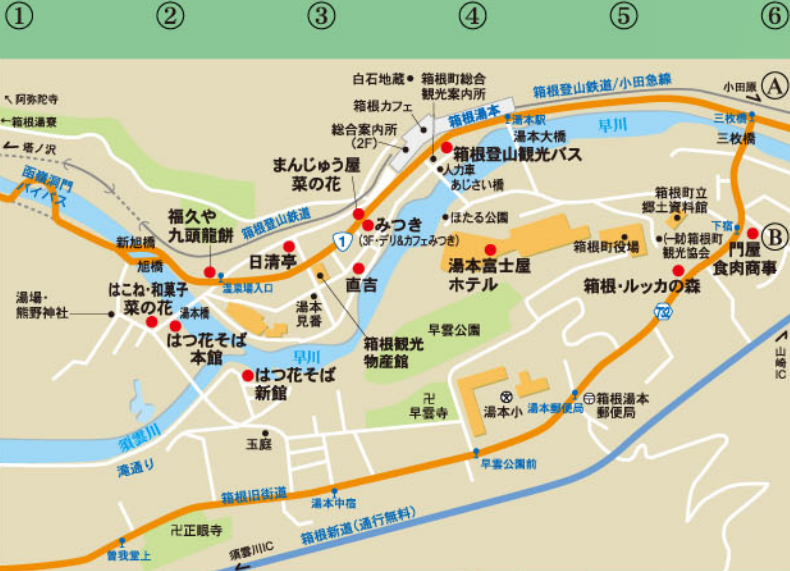 ①
②
③
④
⑤
⑥
Ⓐ
Ⓑ
↖阿弥陀寺
←箱根湯寮
←塔ノ沢
函嶺洞門
バイパス
白石地蔵
箱根町総合
観光案内所
箱根カフェ
総合案内所
(2F)
箱根湯本
箱根登山鉄道/小田急線
小田原
湯本駅
湯本大橋
早川
三枚橋
三枚橋
まんじゅう屋
菜の花
箱根登山観光バス
人力車
あじさい橋
福久や
九頭龍餅
箱根登山鉄道
みつき
(3F・デリ&カフェみつき)
ほたる公園
箱根町立
郷土資料館
下宿
新旭橋
旭橋
日清亭
1
直吉
湯本富士屋
ホテル
箱根町役場
(一財)箱根町
観光協会
門屋
食肉商事
温泉場入口
はこね・和菓子
菜の花
湯本橋
湯場・
熊野神社
湯本
見番
箱根・ルッカの森
732
はつ花そば
本館
箱根観光
物産館
早川
早雲公園
はつ花そば
新館
山崎IC
卍
早雲寺
湯本小
湯本郵便局
箱根湯本
郵便局
須雲川
滝通り
玉庭
早雲公園前
箱根旧街道
湯本中宿
卍正眼寺
曽我堂上
須雲川IC
箱根新道(通行無料)